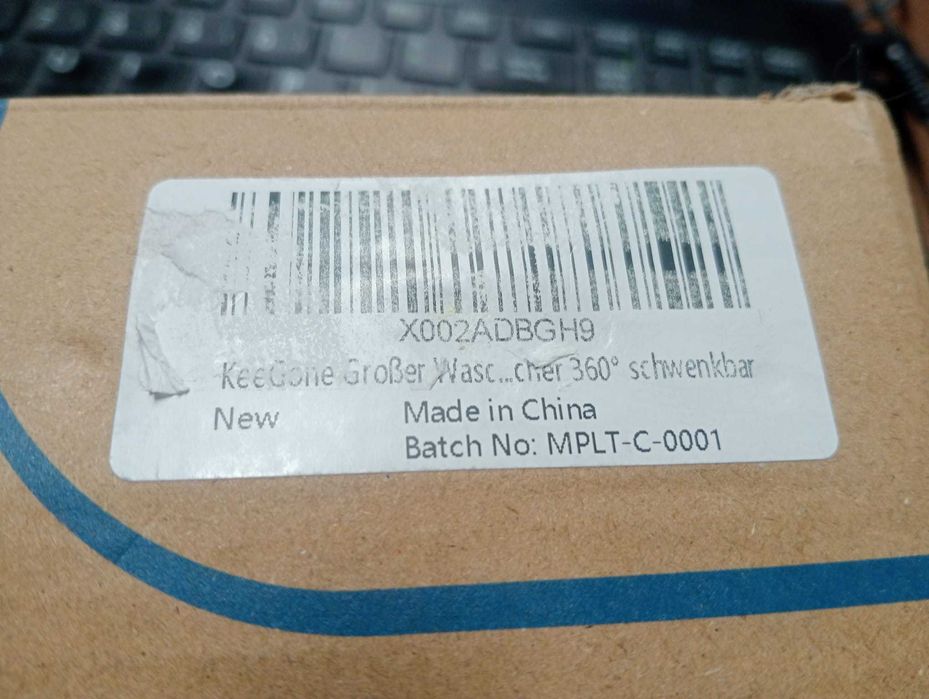 X002ADBGH9
KeeGone Großer Wasc...cher 360° schwenkbar
New
Made in China
Batch No: MPLT-C-0001